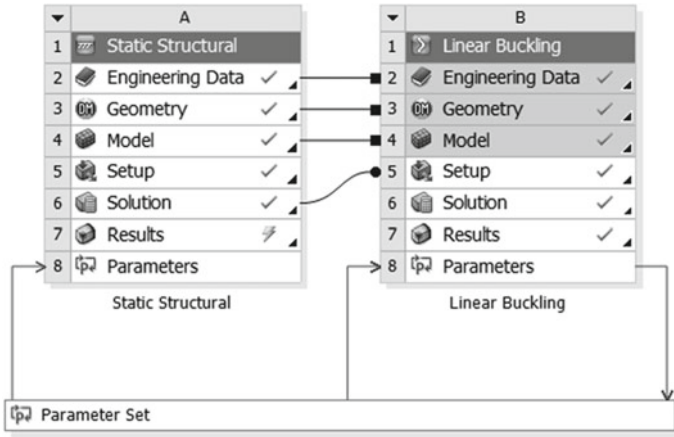 A
1 Static Structural
2 Engineering Data
3 Geometry
4 Model
5 Setup
6 Solution
7 Results
8 Parameters
Static Structural
B
1 Linear Buckling
2 Engineering Data
3 Geometry
4 Model
5 Setup
6 Solution
7 Results
8 Parameters
Linear Buckling
Parameter Set